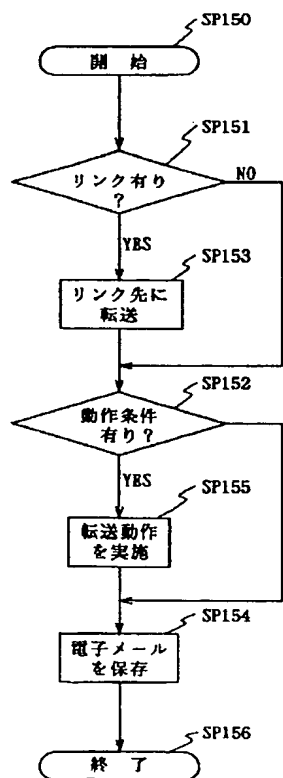 SP150
開 始
SP151
リンク有り
?
NO
YES
SP153
リンク先に
転送
SP152
動作条件
有り?
YES
SP155
転送動作
を実施
SP154
電子メール
を保存
SP156
終 了